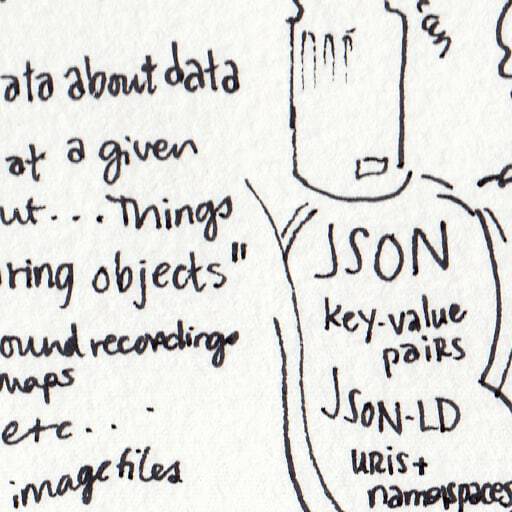 ata about data
at a given
ut... Things
ring objects"
ound recordings
maps
etc...
image files
can
JSON
key-value
pairs
JSON-LD
URIs +
namespaces